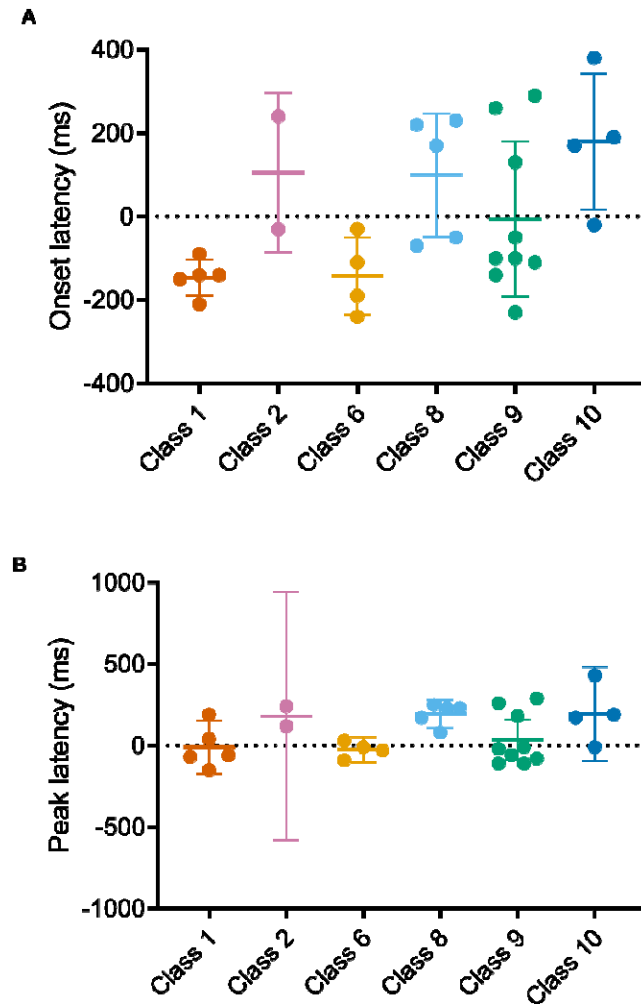 A
Onset latency (ms)
400
200
0
-200
-400
Class 1
Class 2
Class 6
Class 8
Class 9
Class 10
B
Peak latency (ms)
1000
500
0
-500
-1000
Class 1
Class 2
Class 6
Class 8
Class 9
Class 10